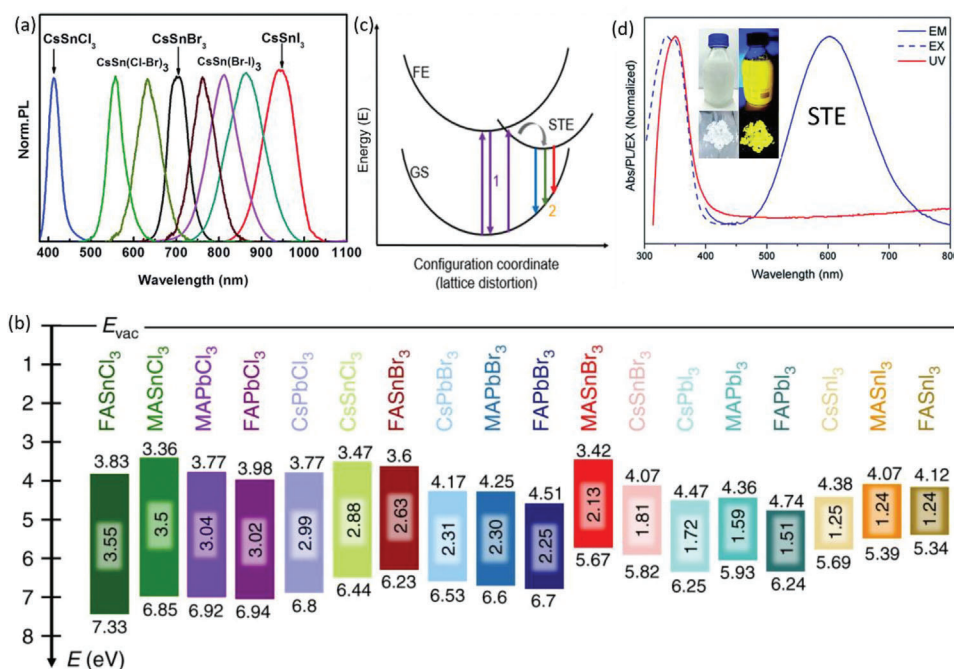 (a)
CsSnCl3
CsSnBr3
CsSnI3
CsSn(Cl-Br)3
CsSn(Br-I)3
Norm.PL
400 500 600 700 800 900 1000 1100
Wavelength (nm)
(c)
FE
STE
GS
1
2
Energy (E)
Configuration coordinate
(lattice distortion)
(d)
EM
EX
UV
STE
Abs/PL/EX (Normalized)
300 400 500 600 700 800
Wavelength (nm)
(b)
Evac
1
2
3
4
5
6
7
8
E (eV)
FASnCl3
MASnCl3
MAPbCl3
FAPbCl3
CsPbCl3
CsSnCl3
FASnBr3
CsPbBr3
MAPbBr3
FAPbBr3
MASnBr3
CsSnBr3
CsPbI3
MAPbI3
FAPbI3
CsSnI3
MASnI3
FASnI3
3.83 3.36 3.77 3.98 3.77 3.47 3.6 4.17 4.25 4.51 3.42 4.07 4.47 4.36 4.74 4.38 4.07 4.12
3.55 3.5 3.04 3.02 2.99 2.88 2.63 2.31 2.30 2.25 2.13 1.81 1.72 1.59 1.51 1.25 1.24 1.24
7.33 6.85 6.92 6.94 6.8 6.44 6.23 6.53 6.6 6.7 5.67 5.82 6.25 5.93 6.24 5.69 5.39 5.34